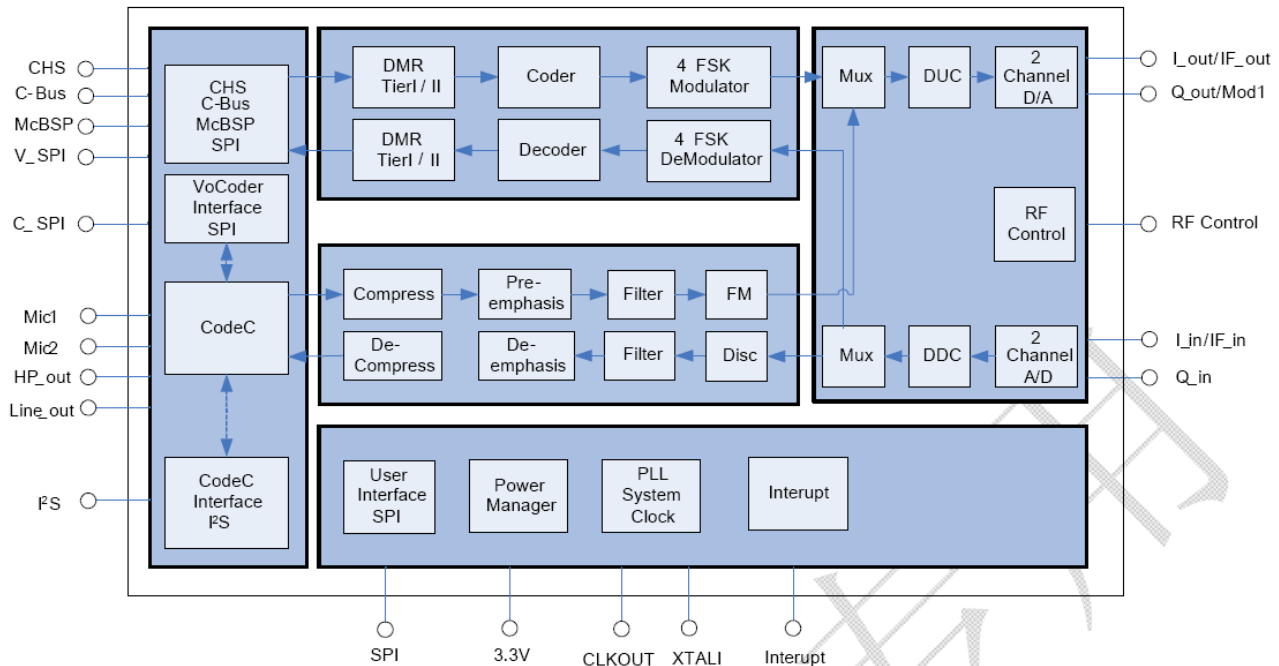 CHS
C-Bus
McBSP
V_SPI
C_SPI
Mic1
Mic2
HP_out
Line_out
I²S
CHS
C-Bus
McBSP
SPI
VoCoder
Interface
SPI
CodeC
CodeC
Interface
I²S
DMR
TierI / II
Coder
4 FSK
Modulator
DMR
TierI / II
Decoder
4 FSK
DeModulator
Compress
Pre-
emphasis
Filter
FM
De-
Compress
De-
emphasis
Filter
Disc
Mux
DUC
2
Channel
D/A
RF
Control
Mux
DDC
2
Channel
A/D
I_out/IF_out
Q_out/Mod1
RF Control
I_in/IF_in
Q_in
User
Interface
SPI
Power
Manager
PLL
System
Clock
Interupt
SPI
3.3V
CLKOUT
XTALI
Interupt